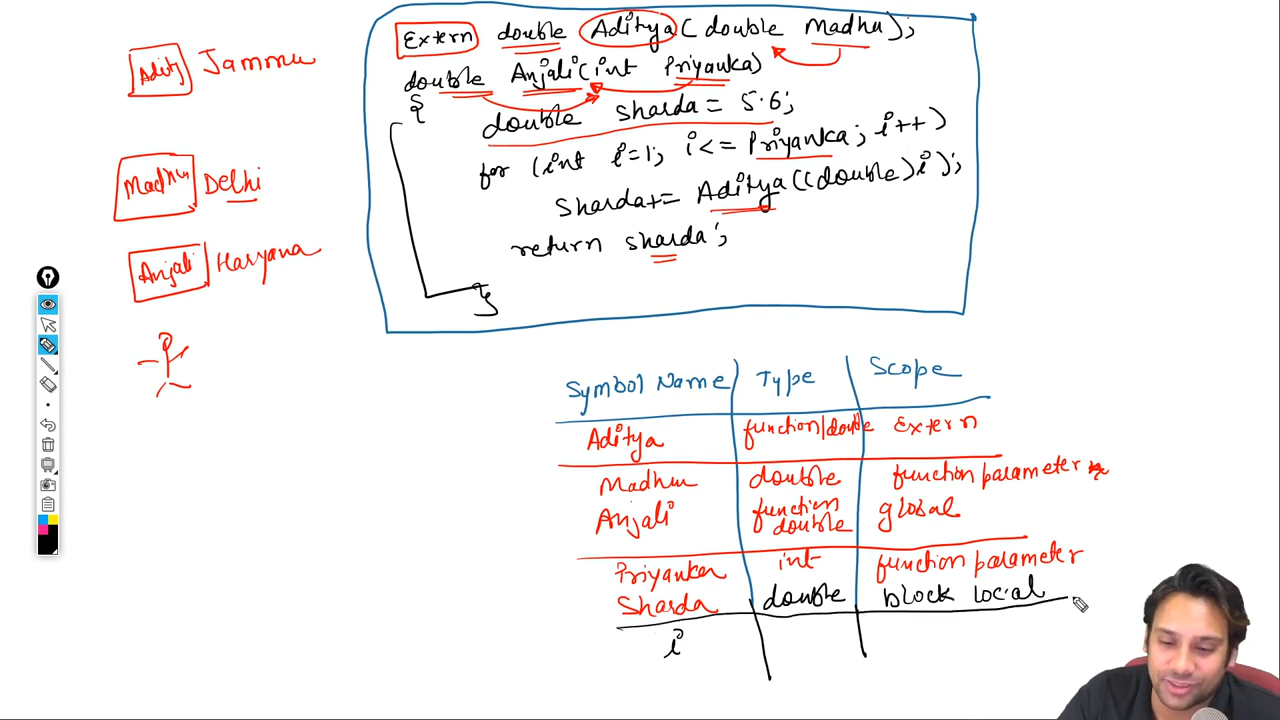 Extern double Aditya (double Madhu);
double Anjali (int Priyanka)
{
double sharda = 5.6;
for (int i=1; i<= Priyanka; i++)
Sharda+= Aditya((double)i);
return sharda;
}
Jammu
Madhu Delhi
Anjali Haryana
Symbol Name Type Scope
Aditya function/double Extern
Madhu double function parameter
Anjali function double global
Priyanka int function parameter
Sharda double block local
i